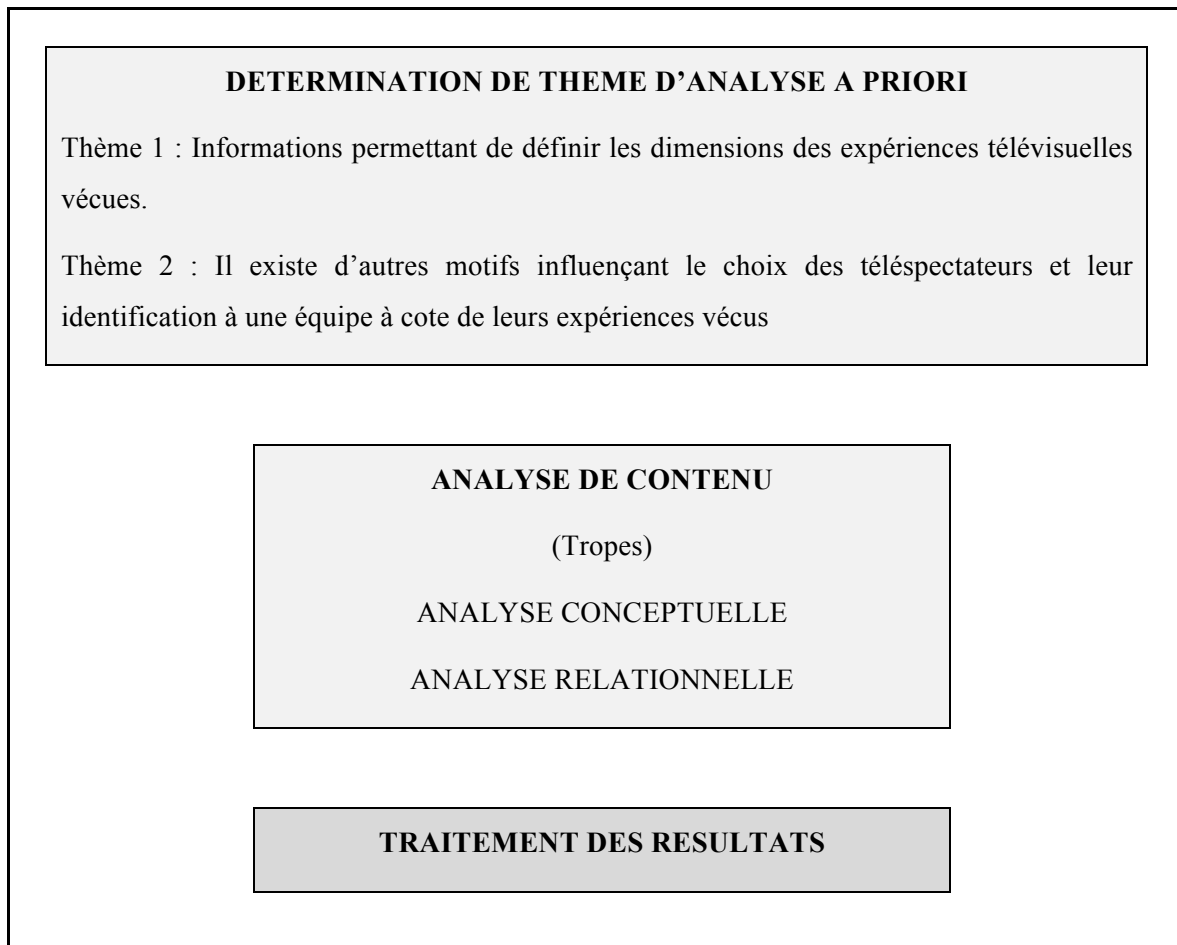 DETERMINATION DE THEME D’ANALYSE A PRIORI
Thème 1 : Informations permettant de définir les dimensions des expériences télévisuelles
vécues.
Thème 2 : Il existe d’autres motifs influençant le choix des téléspectateurs et leur
identification à une équipe à cote de leurs expériences vécus
ANALYSE DE CONTENU
(Tropes)
ANALYSE CONCEPTUELLE
ANALYSE RELATIONNELLE
TRAITEMENT DES RESULTATS